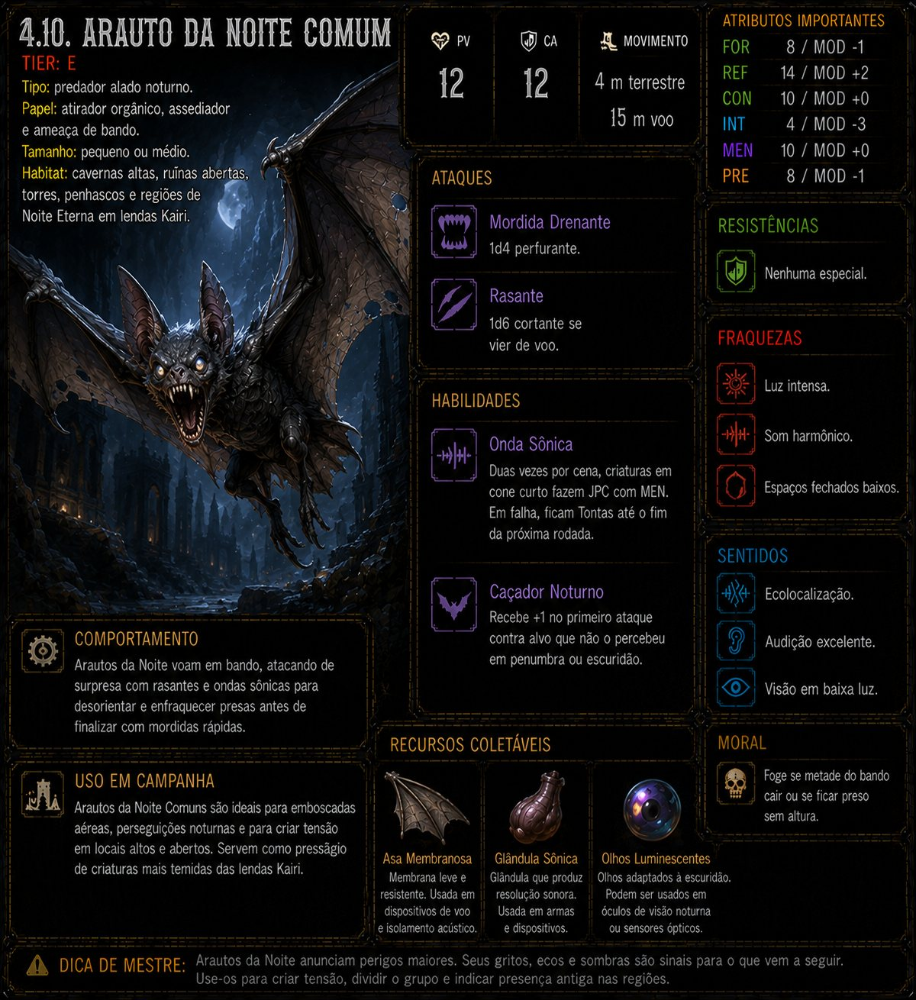 4.10. ARAUTO DA NOITE COMUM
TIER: E
Tipo: predador alado noturno.
Papel: atirador orgânico, assediador
e ameaça de bando.
Tamanho: pequeno ou médio.
Habitat: cavernas altas, ruínas abertas,
torres, penhascos e regiões de
Noite Eterna em lendas Kairi.
PV
12
CA
12
MOVIMENTO
4 m terrestre
15 m voo
ATRIBUTOS IMPORTANTES
FOR 8 / MOD -1
REF 14 / MOD +2
CON 10 / MOD +0
INT 4 / MOD -3
MEN 10 / MOD +0
PRE 8 / MOD -1
ATAQUES
Mordida Drenante
1d4 perfurante.
Rasante
1d6 cortante se
vier de voo.
HABILIDADES
Onda Sônica
Duas vezes por cena, criaturas em
cone curto fazem JPC com MEN.
Em falha, ficam Tontas até o fim
da próxima rodada.
Caçador Noturno
Recebe +1 no primeiro ataque
contra alvo que não o percebeu
em penumbra ou escuridão.
RESISTÊNCIAS
Nenhuma especial.
FRAQUEZAS
Luz intensa.
Som harmônico.
Espaços fechados baixos.
SENTIDOS
Ecolocalização.
Audição excelente.
Visão em baixa luz.
MORAL
Foge se metade do bando
cair ou se ficar preso
sem altura.
COMPORTAMENTO
Arautos da Noite voam em bando, atacando de
surpresa com rasantes e ondas sônicas para
desorientar e enfraquecer presas antes de
finalizar com mordidas rápidas.
USO EM CAMPANHA
Arautos da Noite Comuns são ideais para emboscadas
aéreas, perseguições noturnas e para criar tensão
em locais altos e abertos. Servem como presságio
de criaturas mais temidas das lendas Kairi.
RECURSOS COLETÁVEIS
Asa Membranosa
Membrana leve e
resistente. Usada em
dispositivos de voo
e isolamento acústico.
Glândula Sônica
Glândula que produz
resolução sonora.
Usada em armas
e dispositivos.
Olhos Luminescentes
Olhos adaptados à escuridão.
Podem ser usados em
óculos de visão noturna
ou sensores ópticos.
DICA DE MESTRE: Arautos da Noite anunciam perigos maiores. Seus gritos, ecos e sombras são sinais para o que vem a seguir.
Use-os para criar tensão, dividir o grupo e indicar presença antiga nas regiões.